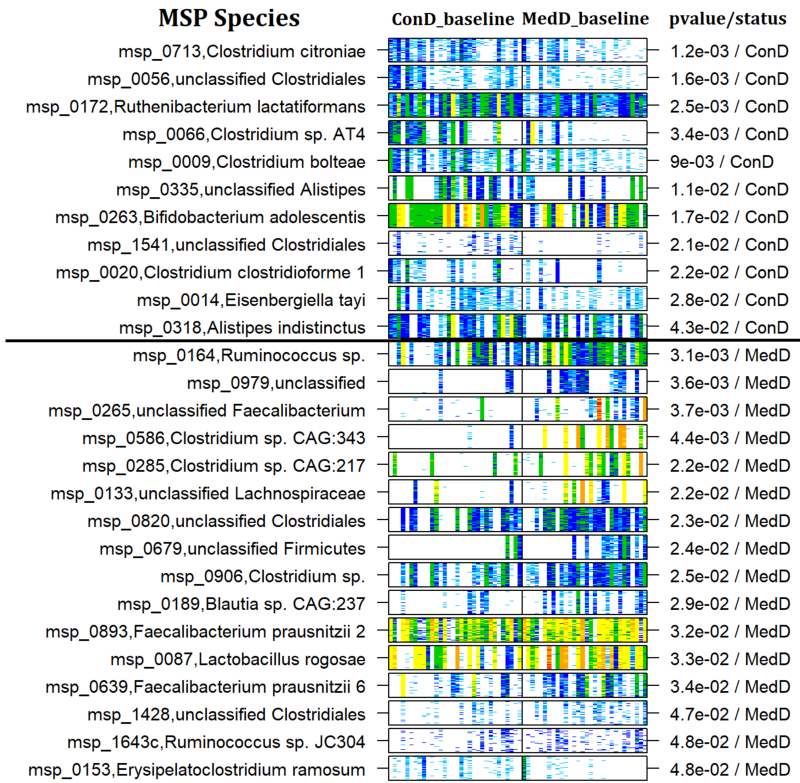 MSP Species ConD_baseline MedD_baseline pvalue/status
msp_0713,Clostridium citroniae 1.2e-03 / ConD
msp_0056,unclassified Clostridiales 1.6e-03 / ConD
msp_0172,Ruthenibacterium lactatiformans 2.5e-03 / ConD
msp_0066,Clostridium sp. AT4 3.4e-03 / ConD
msp_0009,Clostridium bolteae 9e-03 / ConD
msp_0335,unclassified Alistipes 1.1e-02 / ConD
msp_0263,Bifidobacterium adolescentis 1.7e-02 / ConD
msp_1541,unclassified Clostridiales 2.1e-02 / ConD
msp_0020,Clostridium clostridioforme 1 2.2e-02 / ConD
msp_0014,Eisenbergiella tayi 2.8e-02 / ConD
msp_0318,Alistipes indistinctus 4.3e-02 / ConD
msp_0164,Ruminococcus sp. 3.1e-03 / MedD
msp_0979,unclassified 3.6e-03 / MedD
msp_0265,unclassified Faecalibacterium 3.7e-03 / MedD
msp_0586,Clostridium sp. CAG:343 4.4e-03 / MedD
msp_0285,Clostridium sp. CAG:217 2.2e-02 / MedD
msp_0133,unclassified Lachnospiraceae 2.2e-02 / MedD
msp_0820,unclassified Clostridiales 2.3e-02 / MedD
msp_0679,unclassified Firmicutes 2.4e-02 / MedD
msp_0906,Clostridium sp. 2.5e-02 / MedD
msp_0189,Blautia sp. CAG:237 2.9e-02 / MedD
msp_0893,Faecalibacterium prausnitzii 2 3.2e-02 / MedD
msp_0087,Lactobacillus rogosae 3.3e-02 / MedD
msp_0639,Faecalibacterium prausnitzii 6 3.4e-02 / MedD
msp_1428,unclassified Clostridiales 4.7e-02 / MedD
msp_1643c,Ruminococcus sp. JC304 4.8e-02 / MedD
msp_0153,Erysipelatoclostridium ramosum 4.8e-02 / MedD